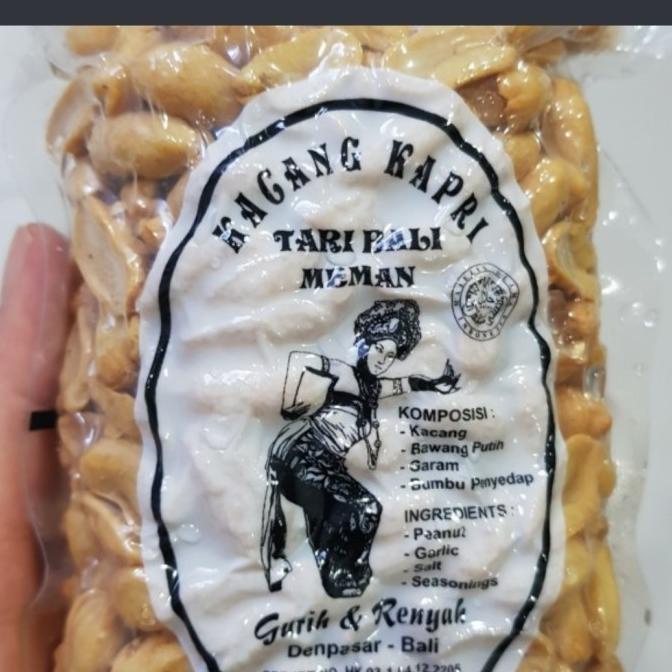 KACANG KAPRI
TARI BALI
MEMAN
KOMPOSISI :
- Kacang
- Bawang Putih
- Garam
- Bumbu Penyedap
INGREDIENTS :
- Peanut
- Garlic
- Salt
- Seasonings
Gurih & Renyah
Denpasar - Bali